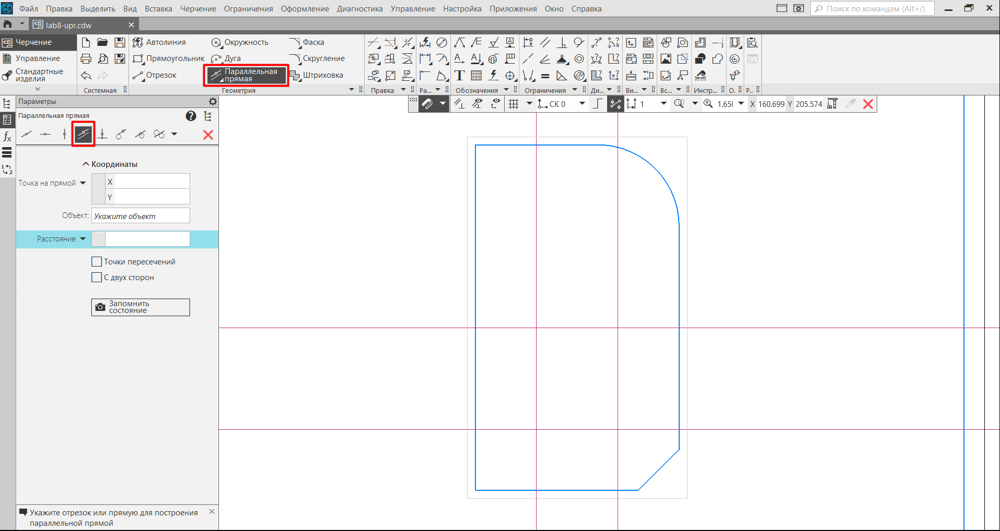 Файл Правка Выделить Вид Вставка Черчение Ограничения Оформление Диагностика Управление Настройка Приложения Окно Справка Поиск по командам (Alt+/)
lab8-upr.cdw
Черчение
Управление
Стандартные
изделия
Системная
Автолиния Окружность Фаска
Прямоугольник Дуга Скругление
Отрезок Параллельная
прямая Штриховка
Геометрия Правка Ра... Обозначения Ограничения Ди... Ви... Вс... Инстр... О. Р..
Параметры
СК 0 1 1.650 X 160.699 Y 205.574
Параллельная прямая
Координаты
Точка на прямой X
Y
Объект: Укажите объект
Расстояние
Точки пересечений
С двух сторон
Запомнить
состояние
Укажите отрезок или прямую для построения
параллельной прямой